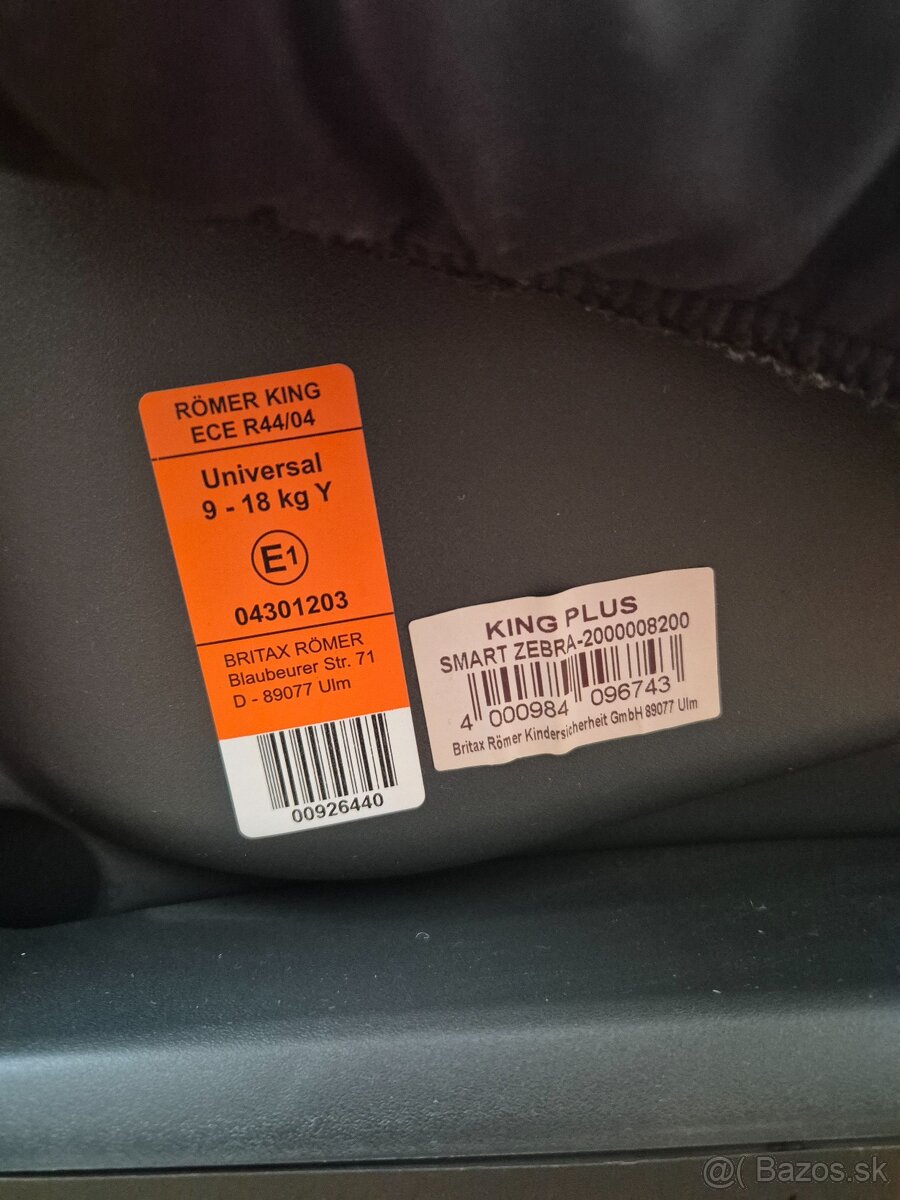 RÖMER KING
ECE R44/04
Universal
9 - 18 kg Y
E1
04301203
BRITAX RÖMER
Blaubeurer Str. 71
D - 89077 Ulm
00926440
KING PLUS
SMART ZEBRA-2000008200
4 000984 096743
Britax Römer Kindersicherheit GmbH 89077 Ulm
@( Bazos.sk